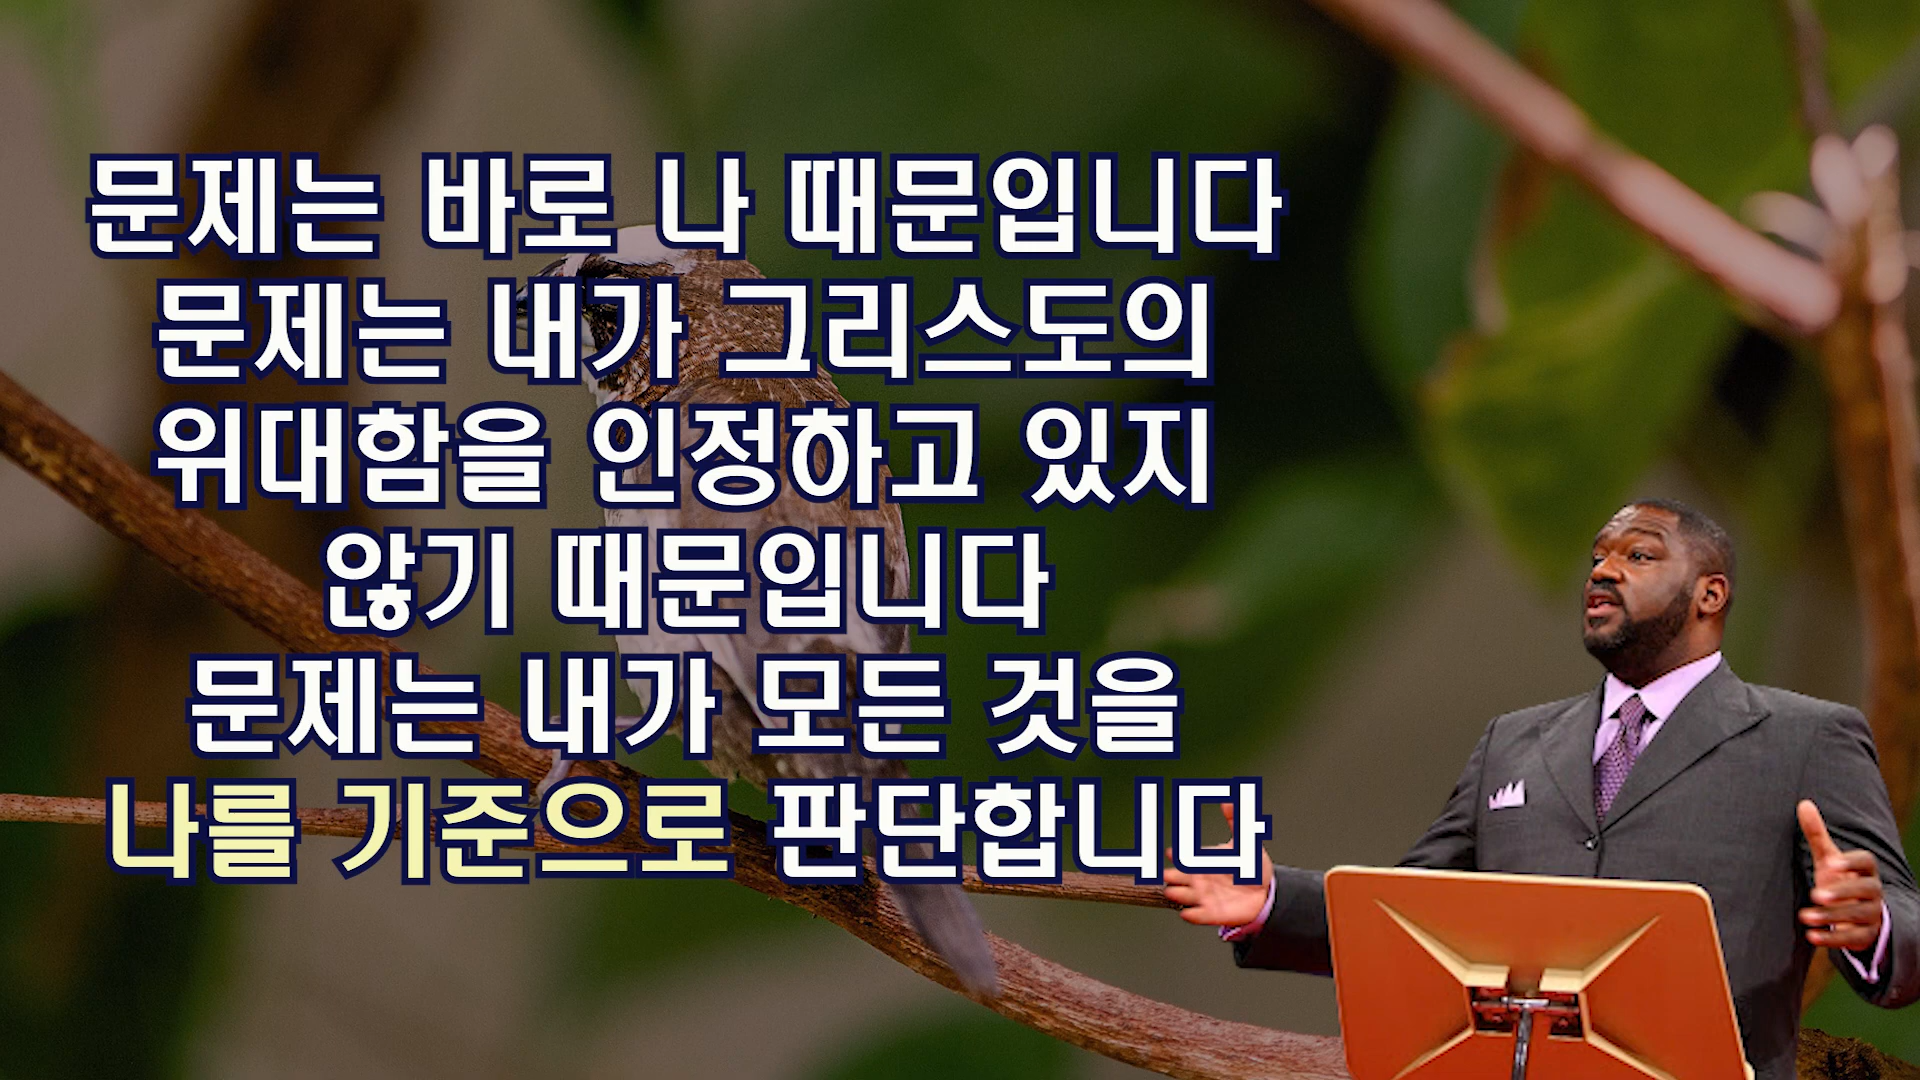 문제는 바로 나 때문입니다
문제는 내가 그리스도의
위대함을 인정하고 있지
않기 때문입니다
문제는 내가 모든 것을
나를 기준으로 판단합니다